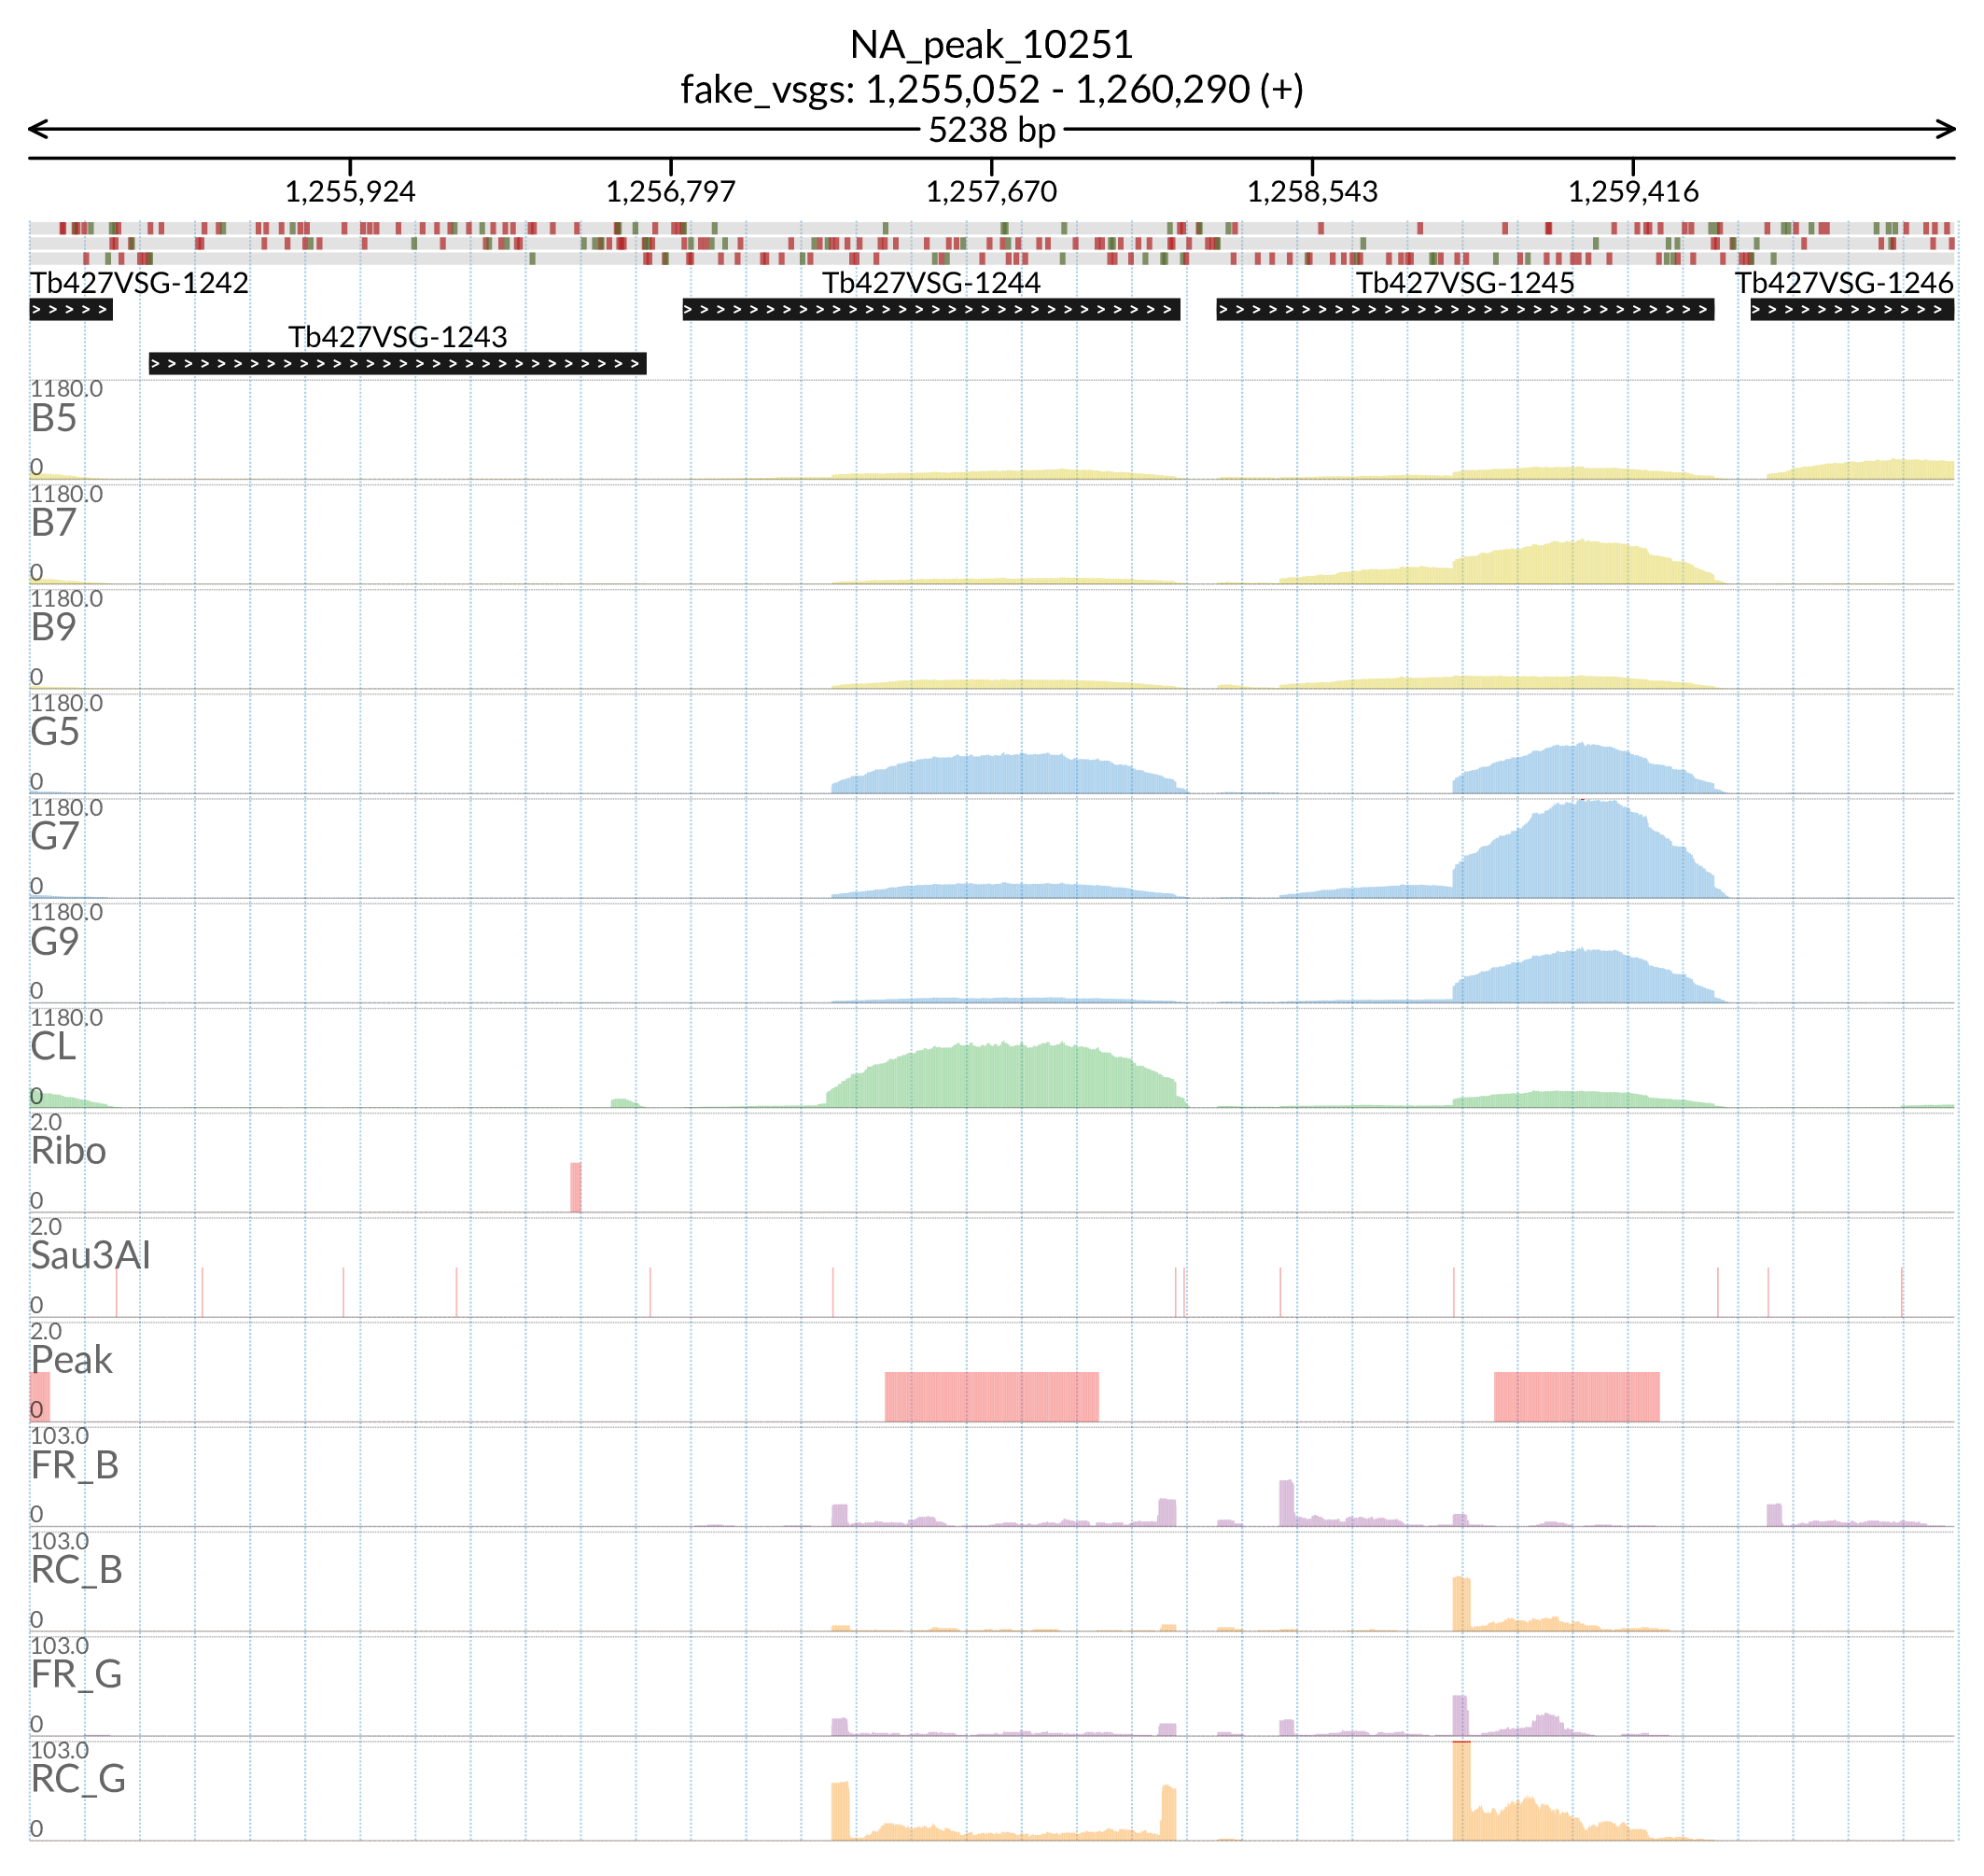 NA_peak_10251
fake_vsgs: 1,255,052 - 1,260,290 (+)
5238 bp
1,255,924 1,256,797 1,257,670 1,258,543 1,259,416
Tb427VSG-1242 Tb427VSG-1244 Tb427VSG-1245 Tb427VSG-1246
Tb427VSG-1243
1180.0
B5
0
1180.0
B7
0
1180.0
B9
0
1180.0
G5
0
1180.0
G7
0
1180.0
G9
0
1180.0
CL
0
2.0
Ribo
0
2.0
Sau3AI
0
2.0
Peak
0
103.0
FR_B
0
103.0
RC_B
0
103.0
FR_G
0
103.0
RC_G
0